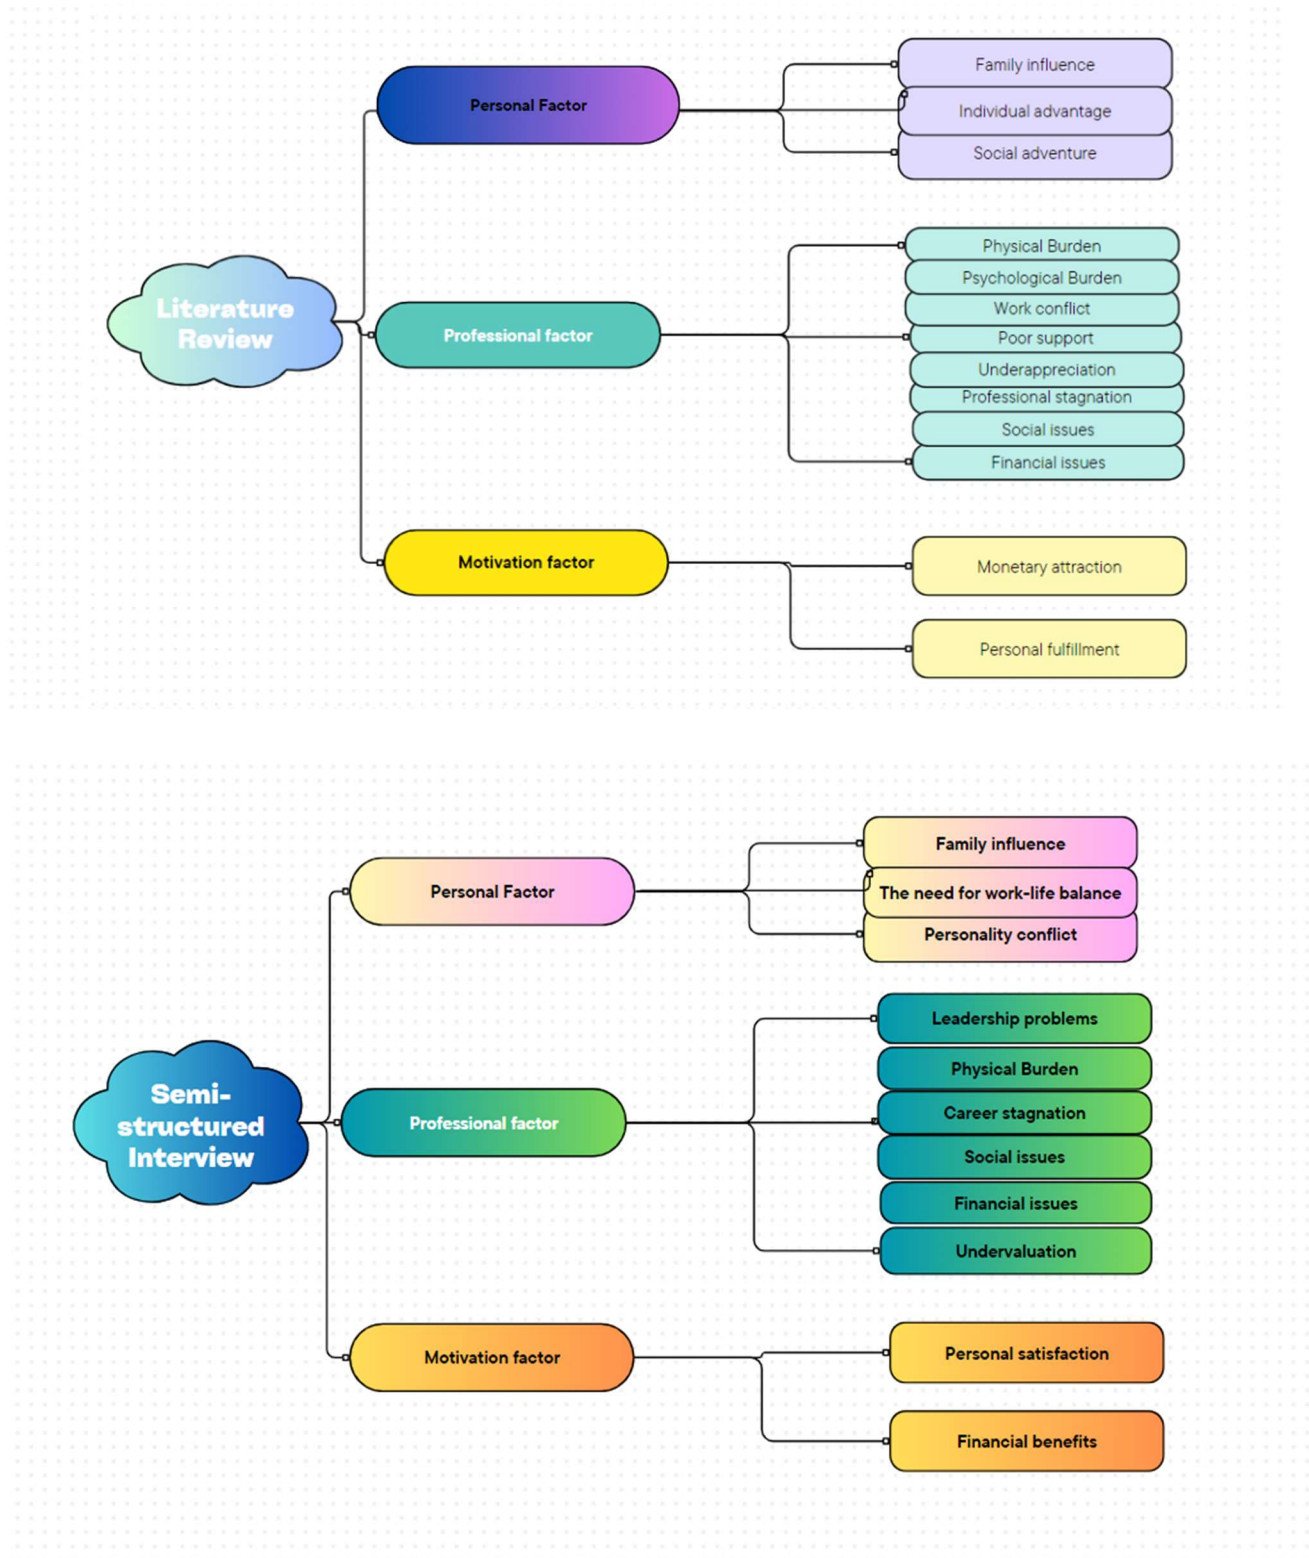 Literature
Review
Personal Factor
Family influence
Individual advantage
Social adventure
Professional factor
Physical Burden
Psychological Burden
Work conflict
Poor support
Underappreciation
Professional stagnation
Social issues
Financial issues
Motivation factor
Monetary attraction
Personal fulfillment
Semi-
structured
Interview
Personal Factor
Family influence
The need for work-life balance
Personality conflict
Professional factor
Leadership problems
Physical Burden
Career stagnation
Social issues
Financial issues
Undervaluation
Motivation factor
Personal satisfaction
Financial benefits